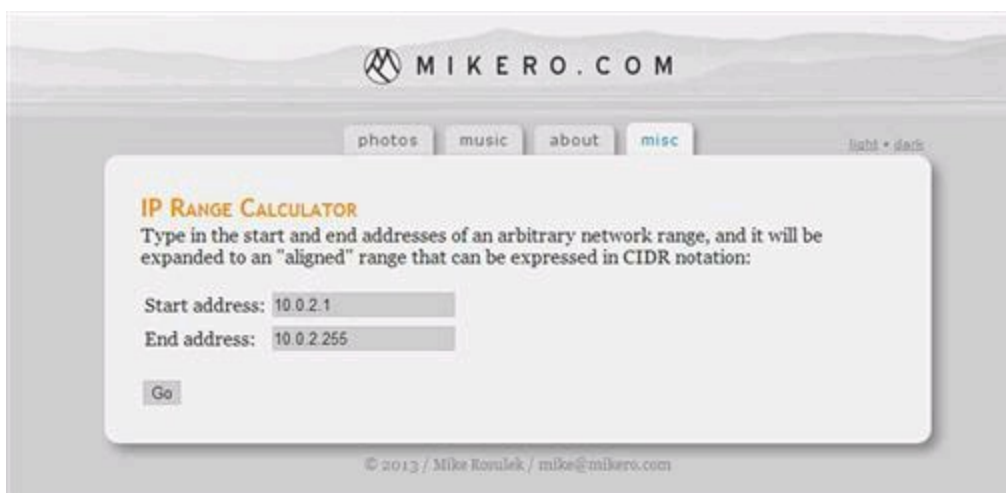 MIKERO.COM
photos music about misc
light • dark
IP RANGE CALCULATOR
Type in the start and end addresses of an arbitrary network range, and it will be
expanded to an "aligned" range that can be expressed in CIDR notation:
Start address: 10.0.2.1
End address: 10.0.2.255
Go
© 2013 / Mike Rosulek / mike@mikero.com